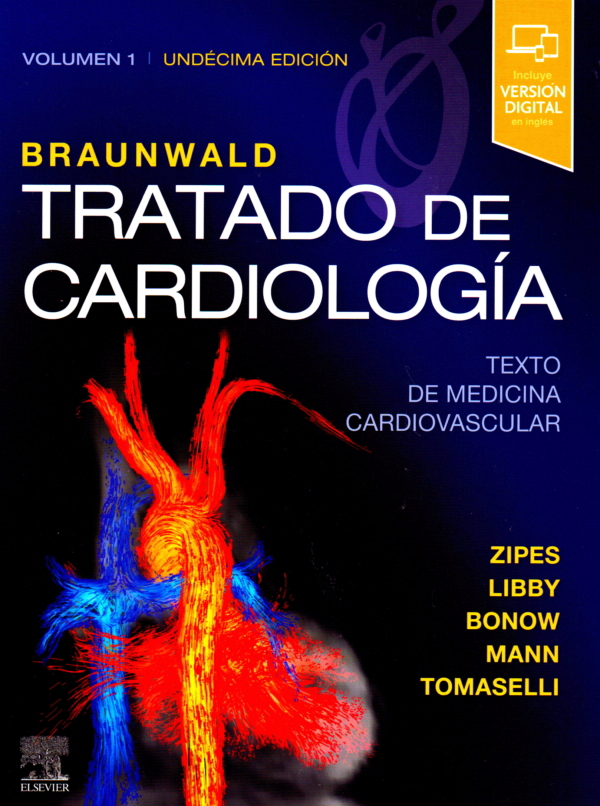 VOLUMEN 1 | UNDÉCIMA EDICIÓN
Incluye
VERSIÓN
DIGITAL
en inglés
BRAUNWALD
TRATADO DE
CARDIOLOGÍA
TEXTO
DE MEDICINA
CARDIOVASCULAR
ZIPES
LIBBY
BONOW
MANN
TOMASELLI
ELSEVIER